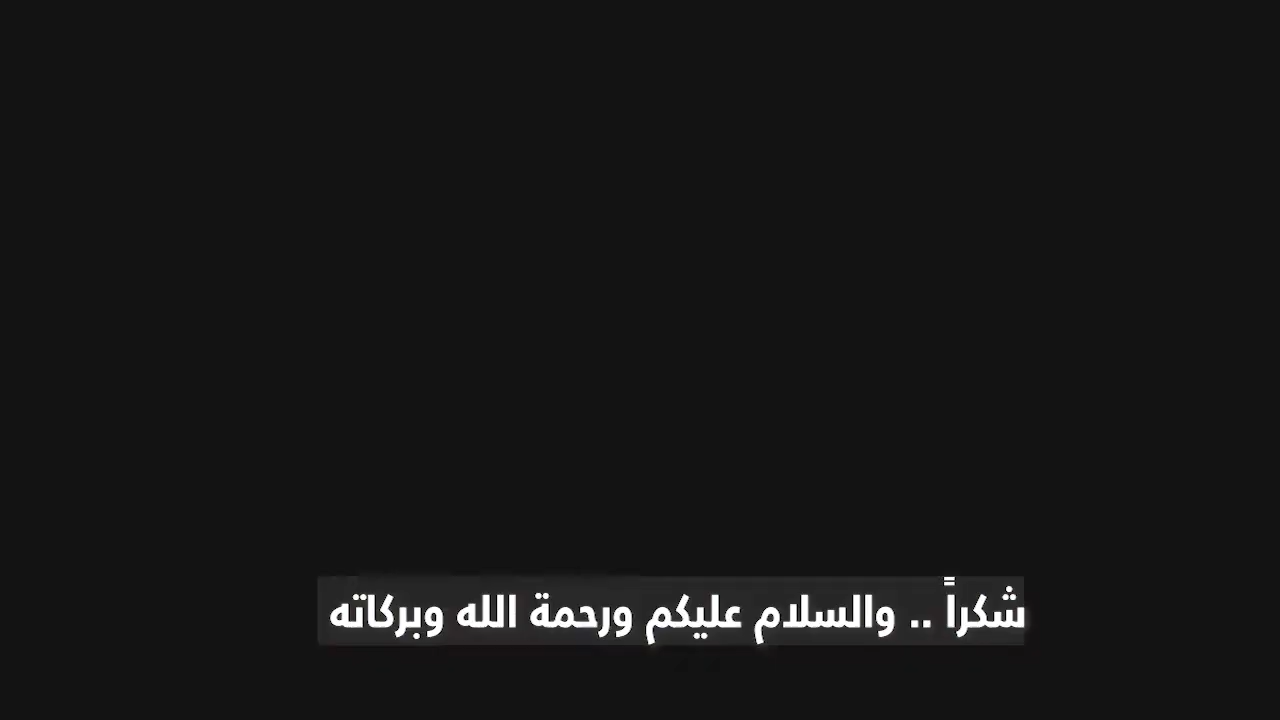 شكراً .. والسلام عليكم ورحمة الله وبركاته